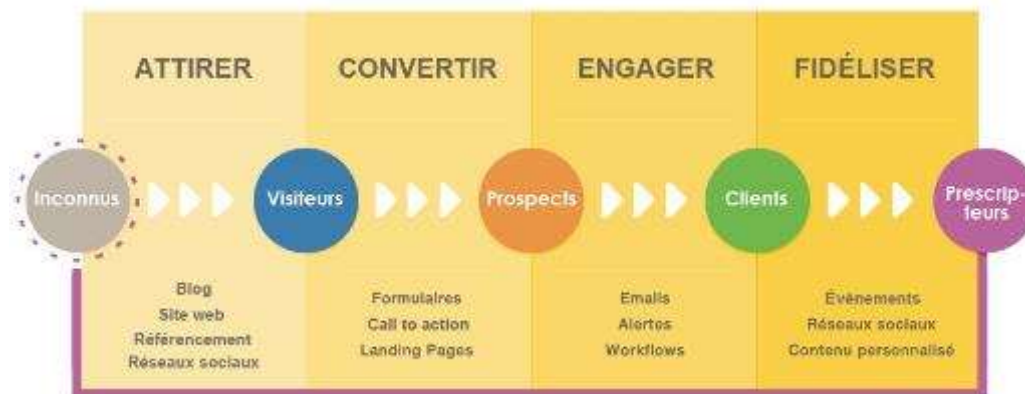 ATTIRER
CONVERTIR
ENGAGER
FIDÉLISER
Inconnus
Visiteurs
Prospects
Clients
Prescrip-
teurs
Blog
Site web
Référencement
Réseaux sociaux
Formulaires
Call to action
Landing Pages
Emails
Alertes
Workflows
Évènements
Réseaux sociaux
Contenu personnalisé